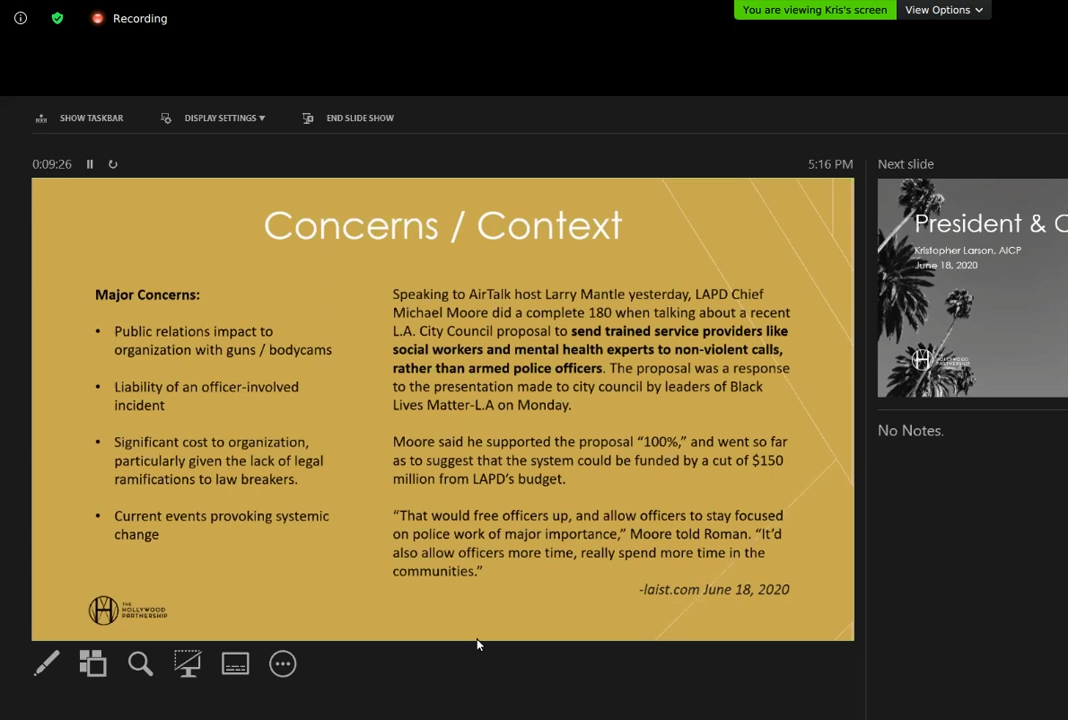 Recording
You are viewing Kris's screen
View Options
SHOW TASKBAR
DISPLAY SETTINGS
END SLIDE SHOW
0:09:26
5:16 PM
Concerns / Context
Major Concerns:
• Public relations impact to
organization with guns / bodycams
• Liability of an officer-involved
incident
• Significant cost to organization,
particularly given the lack of legal
ramifications to law breakers.
• Current events provoking systemic
change
Speaking to AirTalk host Larry Mantle yesterday, LAPD Chief
Michael Moore did a complete 180 when talking about a recent
L.A. City Council proposal to send trained service providers like
social workers and mental health experts to non-violent calls,
rather than armed police officers. The proposal was a response
to the presentation made to city council by leaders of Black
Lives Matter-L.A on Monday.
Moore said he supported the proposal “100%,” and went so far
as to suggest that the system could be funded by a cut of $150
million from LAPD’s budget.
“That would free officers up, and allow officers to stay focused
on police work of major importance,” Moore told Roman. “It’d
also allow officers more time, really spend more time in the
communities.”
-laist.com June 18, 2020
THE
HOLLYWOOD
PARTNERSHIP
Next slide
President & C
Kristopher Larson, AICP
June 18, 2020
No Notes.